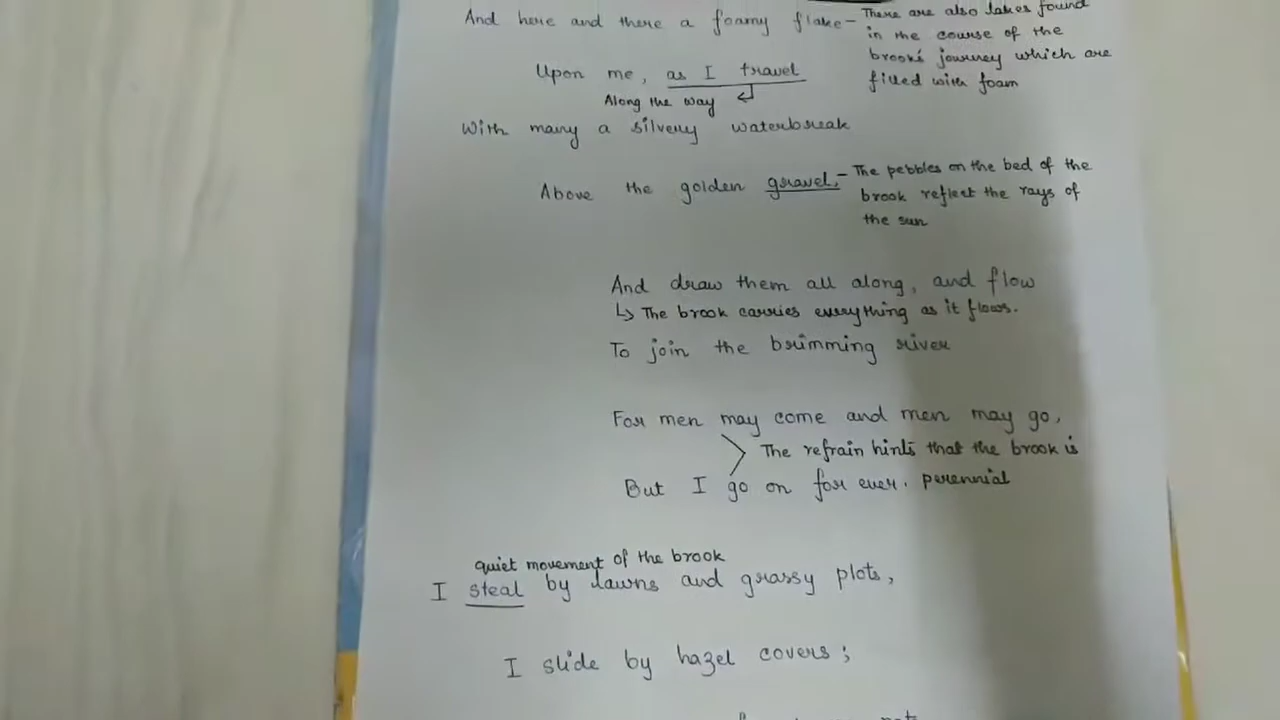 And here and there a foamy flake - There are also lakes found
in the course of the
brook's journey which are
filled with foam
Upon me, as I travel
Along the way
With many a silvery waterbreak
Above the golden gravel, - The pebbles on the bed of the
brook reflect the rays of
the sun
And draw them all along, and flow
↳ The brook carries everything as it flows.
To join the brimming river
For men may come and men may go,
The refrain hints that the brook is
perennial
But I go on for ever.
quiet movement of the brook
I steal by lawns and grassy plots,
I slide by hazel covers;